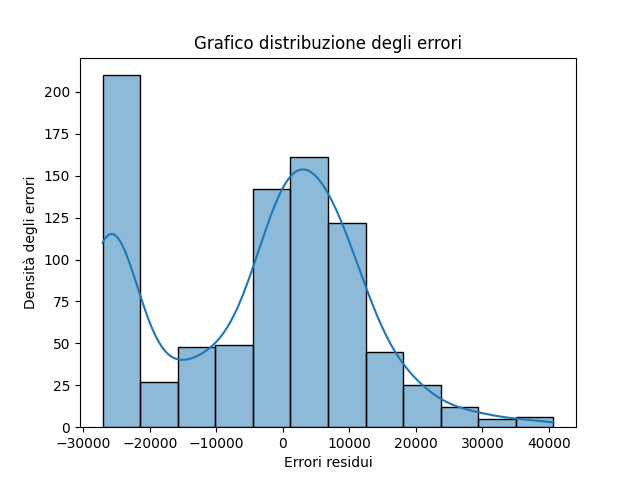 Grafico distribuzione degli errori
200
175
150
125
100
75
50
25
0
Densità degli errori
−30000 −20000 −10000 0 10000 20000 30000 40000
Errori residui